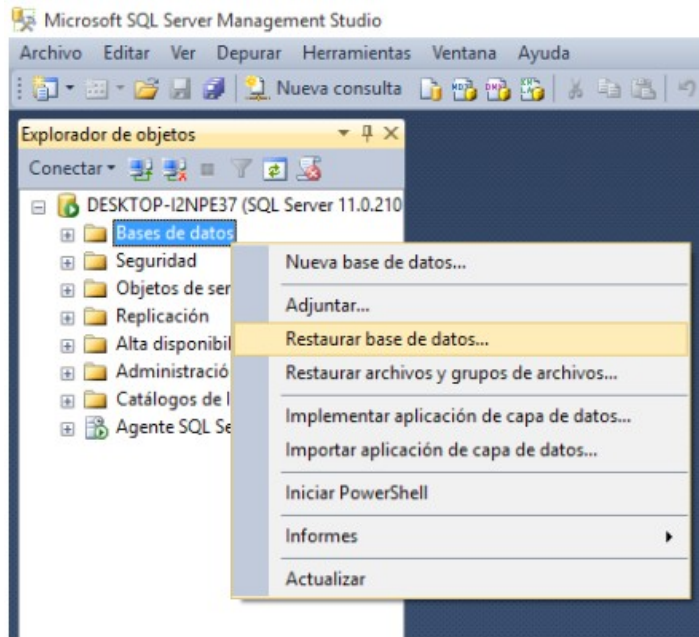 Microsoft SQL Server Management Studio
Archivo Editar Ver Depurar Herramientas Ventana Ayuda
Nueva consulta
Explorador de objetos
Conectar
DESKTOP-I2NPE37 (SQL Server 11.0.210
Bases de datos
Seguridad
Objetos de ser
Replicación
Alta disponibil
Administració
Catálogos de l
Agente SQL Se
Nueva base de datos...
Adjuntar...
Restaurar base de datos...
Restaurar archivos y grupos de archivos...
Implementar aplicación de capa de datos...
Importar aplicación de capa de datos...
Iniciar PowerShell
Informes
Actualizar